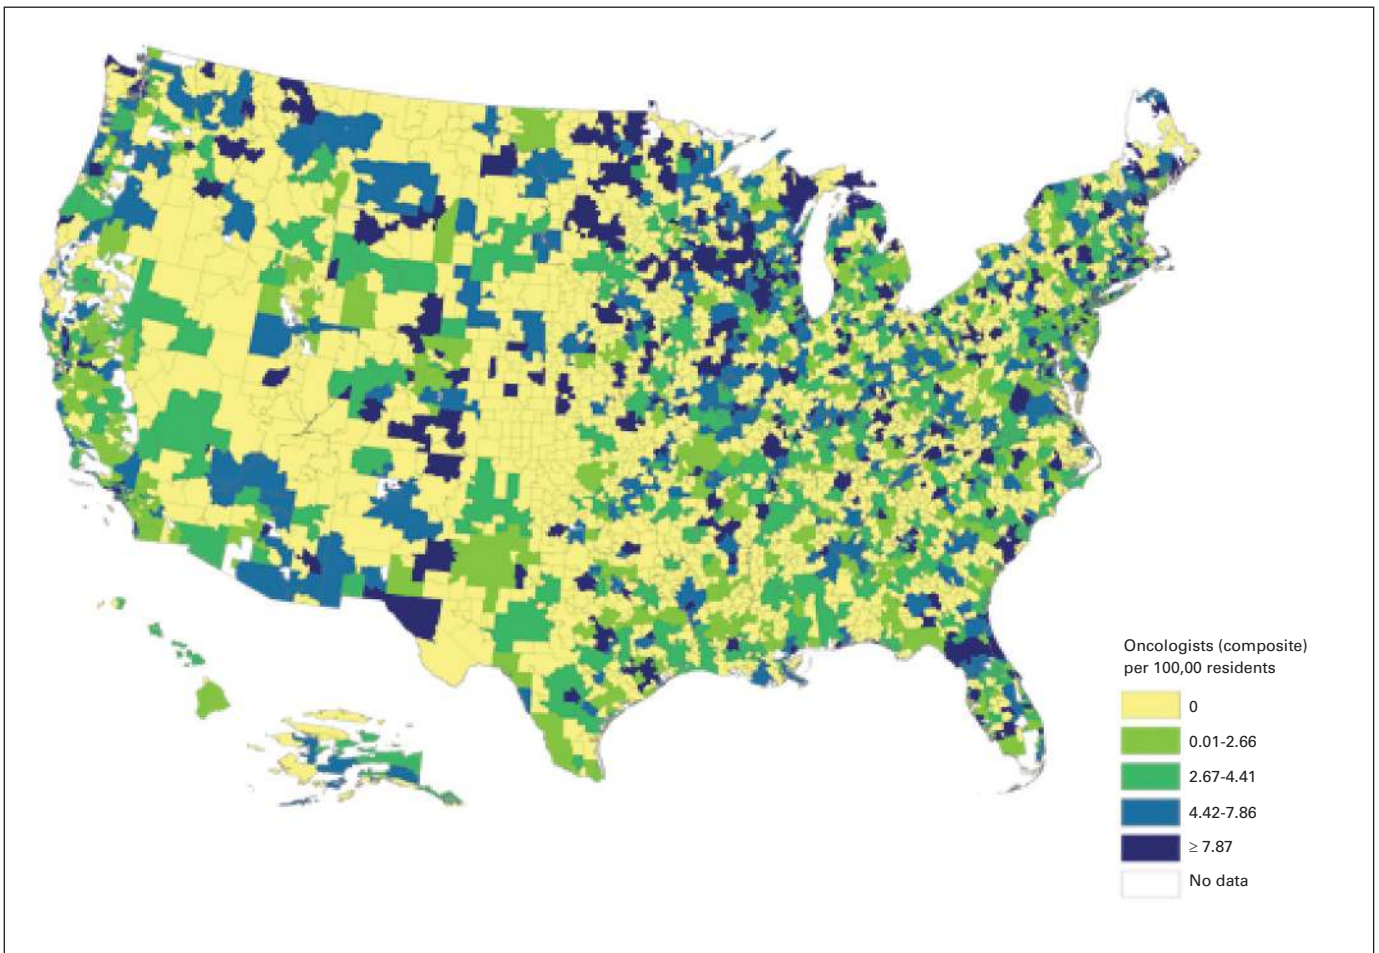 Oncologists (composite)
per 100,00 residents
0
0.01-2.66
2.67-4.41
4.42-7.86
≥ 7.87
No data